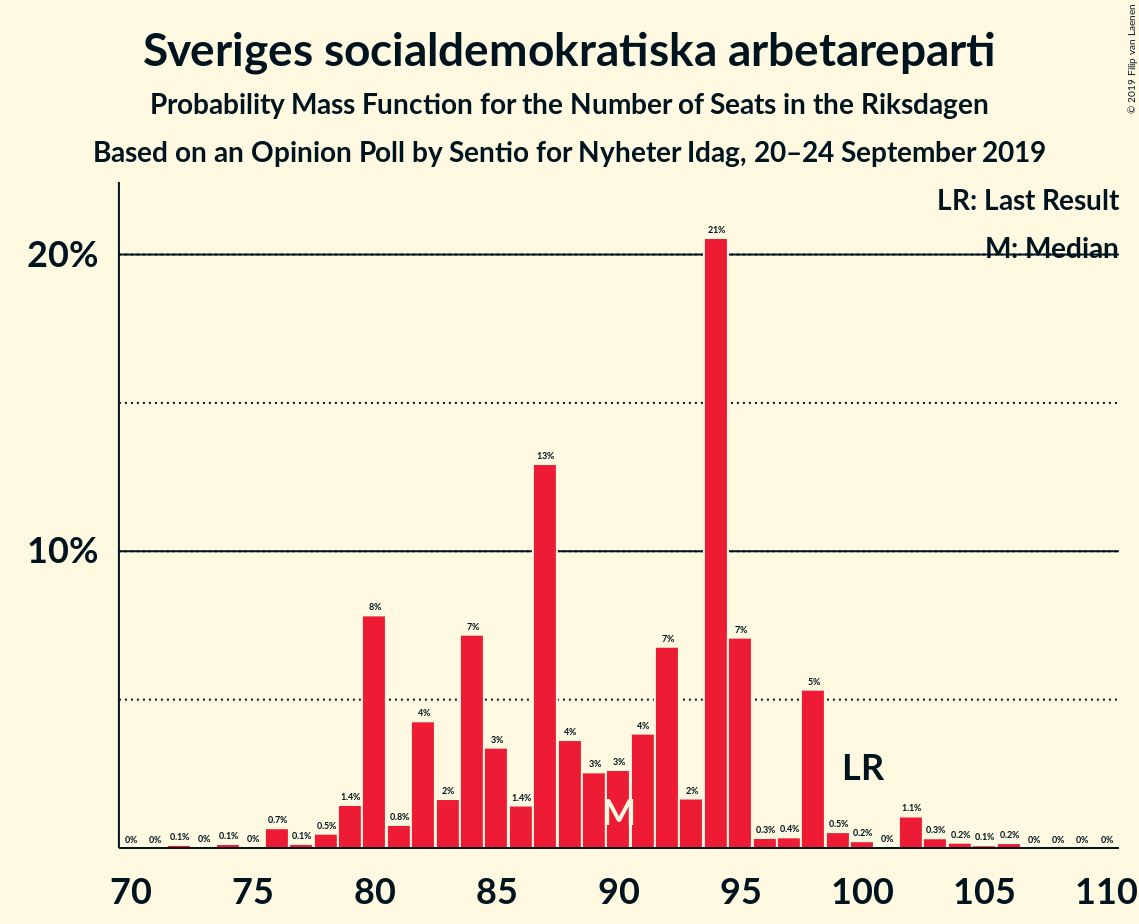 Sveriges socialdemokratiska arbetareparti
Probability Mass Function for the Number of Seats in the Riksdagen
Based on an Opinion Poll by Sentio for Nyheter Idag, 20–24 September 2019
© 2019 Filip van Laenen
LR: Last Result
M: Median
20%
10%
0% 0% 0.1% 0% 0.1% 0% 0.7% 0.1% 0.5% 1.4% 8% 0.8% 4% 2% 7% 3% 1.4% 13% 4% 3% 3% 4% 7% 2% 21% 7% 0.3% 0.4% 5% 0.5% 0.2% 0% 1.1% 0.3% 0.2% 0.1% 0.2% 0% 0% 0% 0%
LR
M
70 75 80 85 90 95 100 105 110